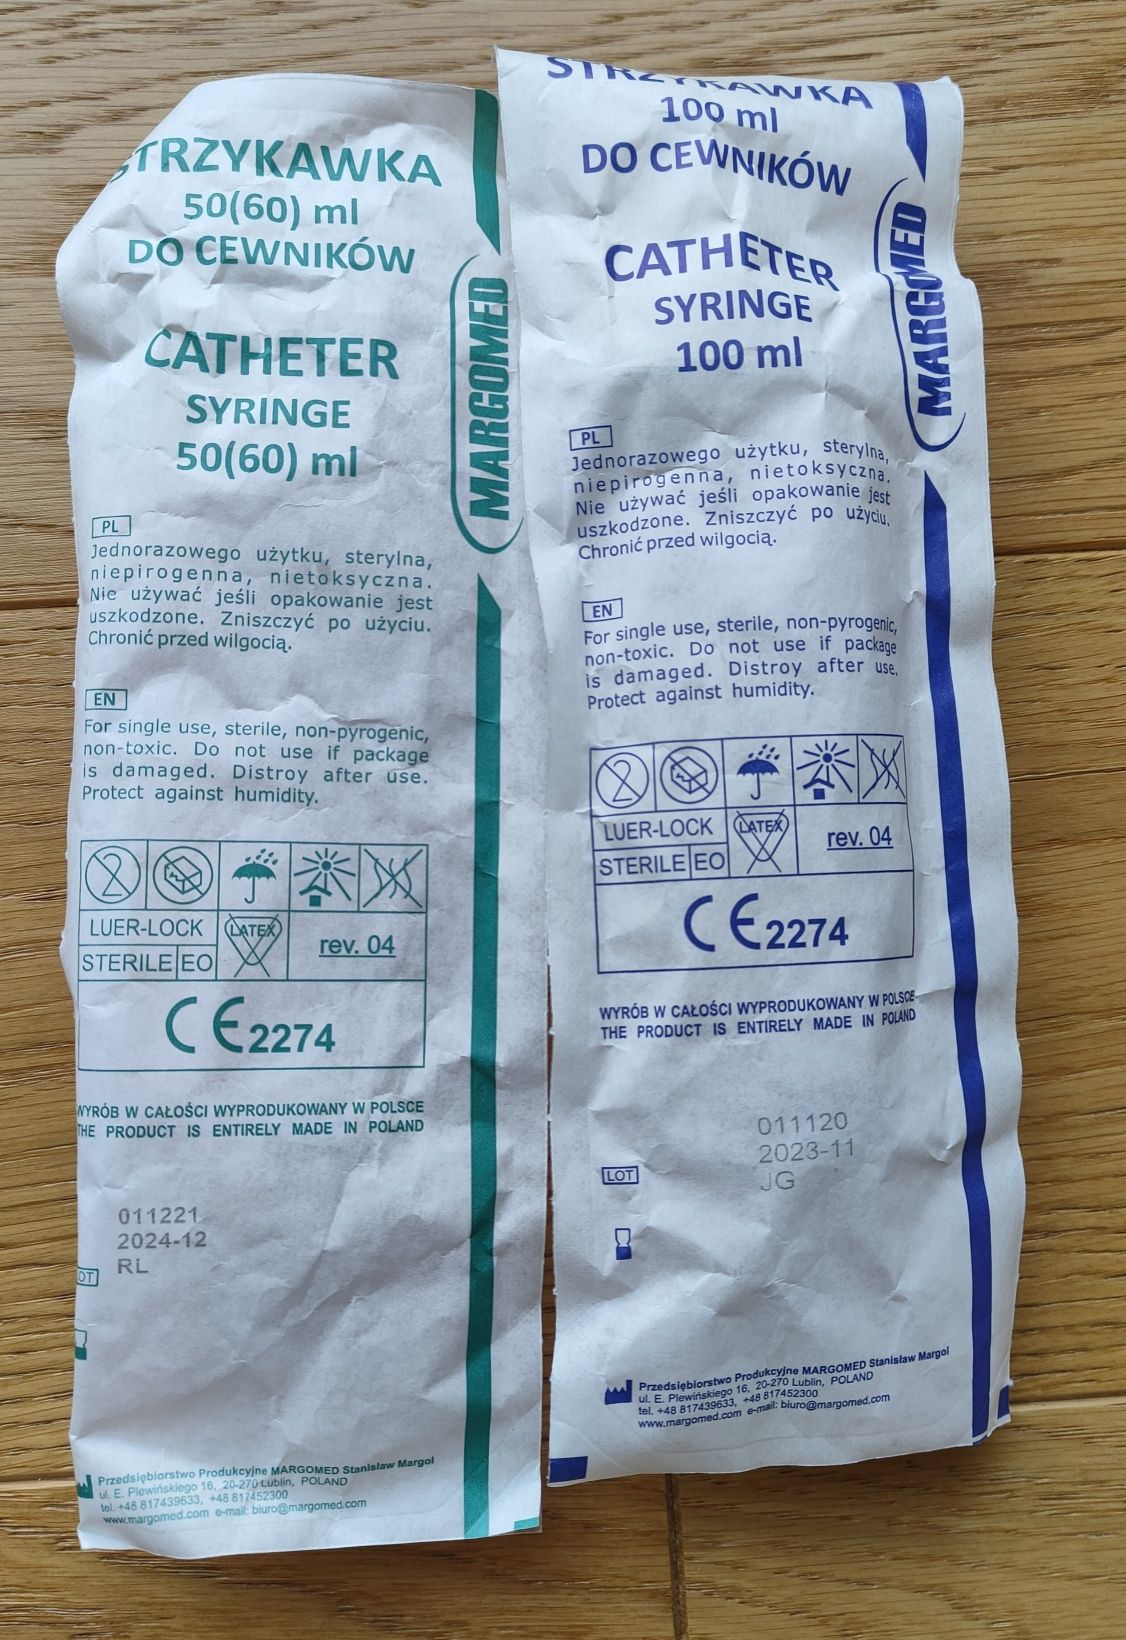 STRZYKAWKA
50(60) ml
DO CEWNIKÓW
CATHETER
SYRINGE
50(60) ml
MARGOMED
PL
Jednorazowego użytku, sterylna,
niepirogenna, nietoksyczna.
Nie używać jeśli opakowanie jest
uszkodzone. Zniszczyć po użyciu.
Chronić przed wilgocią.
EN
For single use, sterile, non-pyrogenic,
non-toxic. Do not use if package
is damaged. Distroy after use.
Protect against humidity.
2
LUER-LOCK
LATEX
rev. 04
STERILE EO
CE 2274
WYRÓB W CAŁOŚCI WYPRODUKOWANY W POLSCE
THE PRODUCT IS ENTIRELY MADE IN POLAND
011221
2024-12
RL
LOT
Przedsiębiorstwo Produkcyjne MARGOMED Stanisław Margol
ul. E. Plewińskiego 16, 20-270 Lublin, POLAND
tel. +48 817439633, +48 817452300
www.margomed.com e-mail: biuro@margomed.com
STRZYKAWKA
100 ml
DO CEWNIKÓW
CATHETER
SYRINGE
100 ml
MARGOMED
PL
Jednorazowego użytku, sterylna,
niepirogenna, nietoksyczna.
Nie używać jeśli opakowanie jest
uszkodzone. Zniszczyć po użyciu.
Chronić przed wilgocią.
EN
For single use, sterile, non-pyrogenic,
non-toxic. Do not use if package
is damaged. Distroy after use.
Protect against humidity.
2
LUER-LOCK
LATEX
rev. 04
STERILE EO
CE 2274
WYRÓB W CAŁOŚCI WYPRODUKOWANY W POLSCE
THE PRODUCT IS ENTIRELY MADE IN POLAND
011120
2023-11
JG
LOT
Przedsiębiorstwo Produkcyjne MARGOMED Stanisław Margol
ul. E. Plewińskiego 16, 20-270 Lublin, POLAND
tel. +48 817439633, +48 817452300
www.margomed.com e-mail: biuro@margomed.com